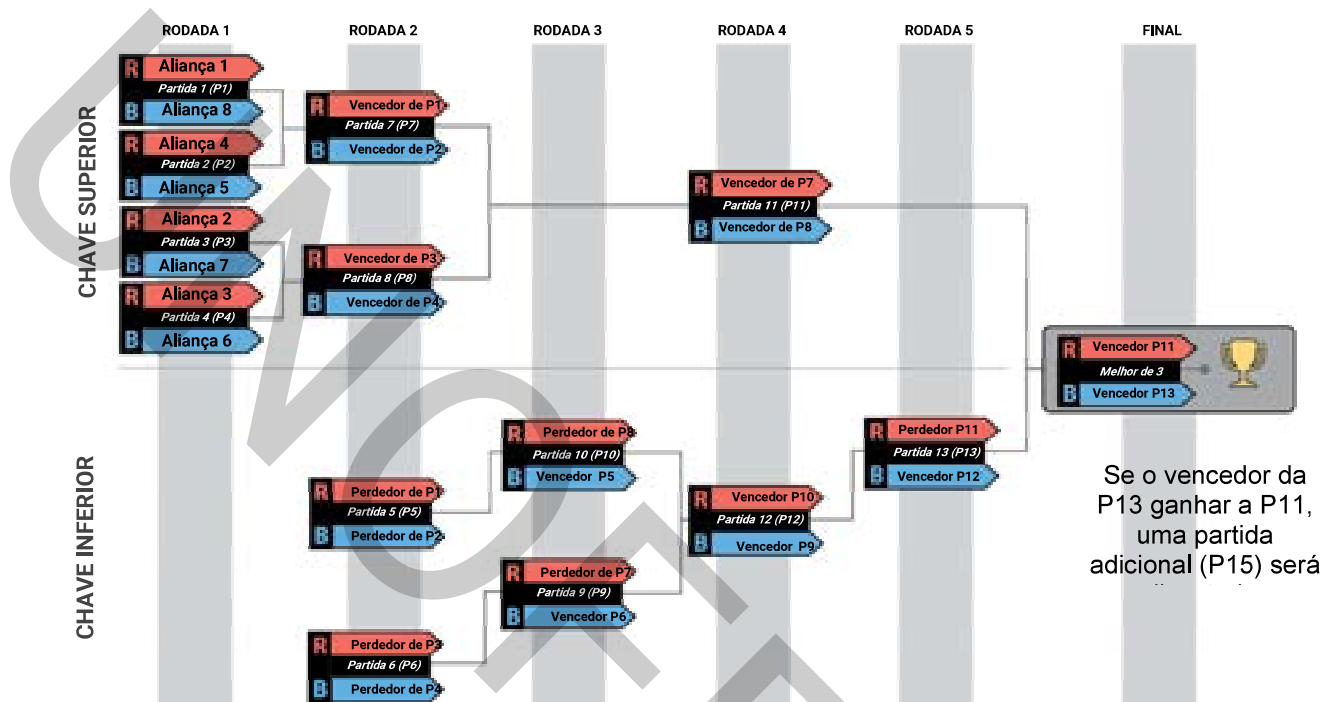 RODADA 1
RODADA 2
RODADA 3
RODADA 4
RODADA 5
FINAL
CHAVE SUPERIOR
R Aliança 1
Partida 1 (P1)
B Aliança 8
R Aliança 4
Partida 2 (P2)
B Aliança 5
R Aliança 2
Partida 3 (P3)
B Aliança 7
R Aliança 3
Partida 4 (P4)
B Aliança 6
R Vencedor de P1
Partida 7 (P7)
B Vencedor de P2
R Vencedor de P3
Partida 8 (P8)
B Vencedor de P4
R Vencedor de P7
Partida 11 (P11)
B Vencedor de P8
R Vencedor P11
Melhor de 3
B Vencedor P13
CHAVE INFERIOR
R Perdedor de P1
Partida 5 (P5)
B Perdedor de P2
R Perdedor de P3
Partida 6 (P6)
B Perdedor de P4
R Perdedor de P8
Partida 10 (P10)
B Vencedor P5
R Perdedor de P7
Partida 9 (P9)
B Vencedor P6
R Vencedor P10
Partida 12 (P12)
B Vencedor P9
R Perdedor P11
Partida 13 (P13)
B Vencedor P12
Se o vencedor da
P13 ganhar a P11,
uma partida
adicional (P15) será